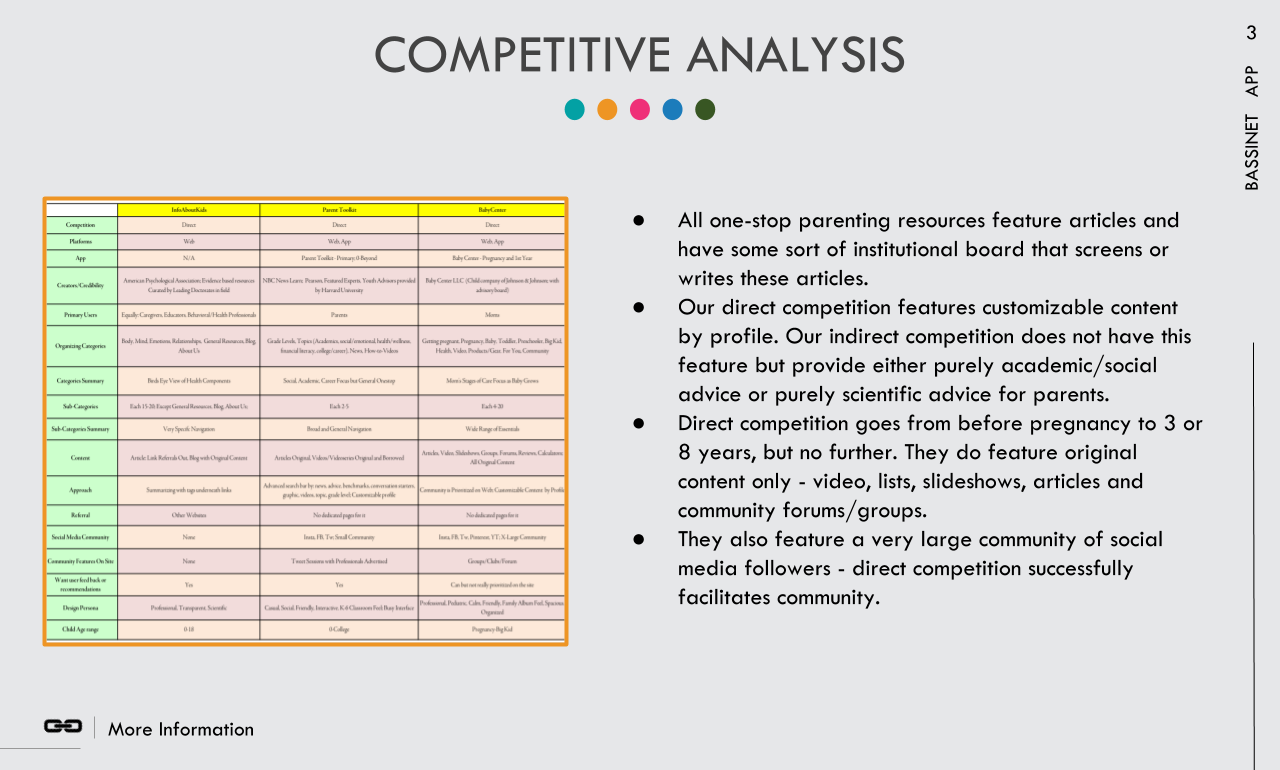 COMPETITIVE ANALYSIS
3
BASSINET APP
InfoAboutKids Parent Toolkit BabyCenter
Competition Direct Direct Direct
Platforms Web Web, App Web, App
App N/A Parent Toolkit- Primary, 0-Beyond Baby Center - Pregnancy and 1st Year
Creators/Credibility American Psychological Association: Evidence based resources NBC News Learn: Pearson, Featured Experts, Youth Advisors provided Baby Center LLC (Child company of Johnson & Johnson; with
Curated by Leading Doctorates in field by Harvard University advisory board)
Primary Users Equally: Caregivers, Educators, Behavioral/Health Professionals Parents Moms
Organizing Categories Body, Mind, Emotions, Relationships, General Resources, Blog, Grade Levels, Topics (Academics, social/emotional, health/wellness, Getting pregnant, Pregnancy, Baby, Toddler, Preschooler, Big Kid,
About Us financial literacy, college/career), News, How-to-Videos Health, Video, Products/Gear, For You, Community
Categories Summary Birds Eye View of Health Components Social, Academic, Career Focus but General Onestop Mom's Stages of Care Focus as Baby Grows
Sub-Categories Each 15-20; Except General Resources, Blog, About Us; Each 2-5 Each 4-20
Sub-Categories Summary Very Specific Navigation Broad and General Navigation Wide Range of Essentials
Content Article Link Referrals Out, Blog with Original Content Articles Original, Videos/Videoseries Original and Borrowed Articles, Video, Slideshows, Groups, Forums, Reviews, Calculators;
All Original Content
Approach Summarizing with tags underneath links Advanced search bar by: news, advice, benchmarks, conversation starters, Community is Prioritized on Web; Customizable Content by Profile
graphic, videos, topic, grade level; Customizable profile
Referral Other Websites No dedicated pages for it No dedicated pages for it
Social Media Community None Insta, FB, Tw: Small Community Insta, FB, Tw, Pinterest, YT: X-Large Community
Community Features On Site None Tweet Sessions with Professionals Advertised Groups/Clubs/Forum
Want user feed back or Yes Yes Can but not really prioritized on the site
recommendations
Design Persona Professional, Transparent, Scientific Casual, Social, Friendly, Interactive, K-8 Classroom Feel; Busy Interface Professional, Pediatric, Calm, Friendly, Family Album Feel, Spacious,
Organized
Child Age range 0-18 0-College Pregnancy-Big Kid
● All one-stop parenting resources feature articles and
have some sort of institutional board that screens or
writes these articles.
● Our direct competition features customizable content
by profile. Our indirect competition does not have this
feature but provide either purely academic/social
advice or purely scientific advice for parents.
● Direct competition goes from before pregnancy to 3 or
8 years, but no further. They do feature original
content only - video, lists, slideshows, articles and
community forums/groups.
● They also feature a very large community of social
media followers - direct competition successfully
facilitates community.
More Information